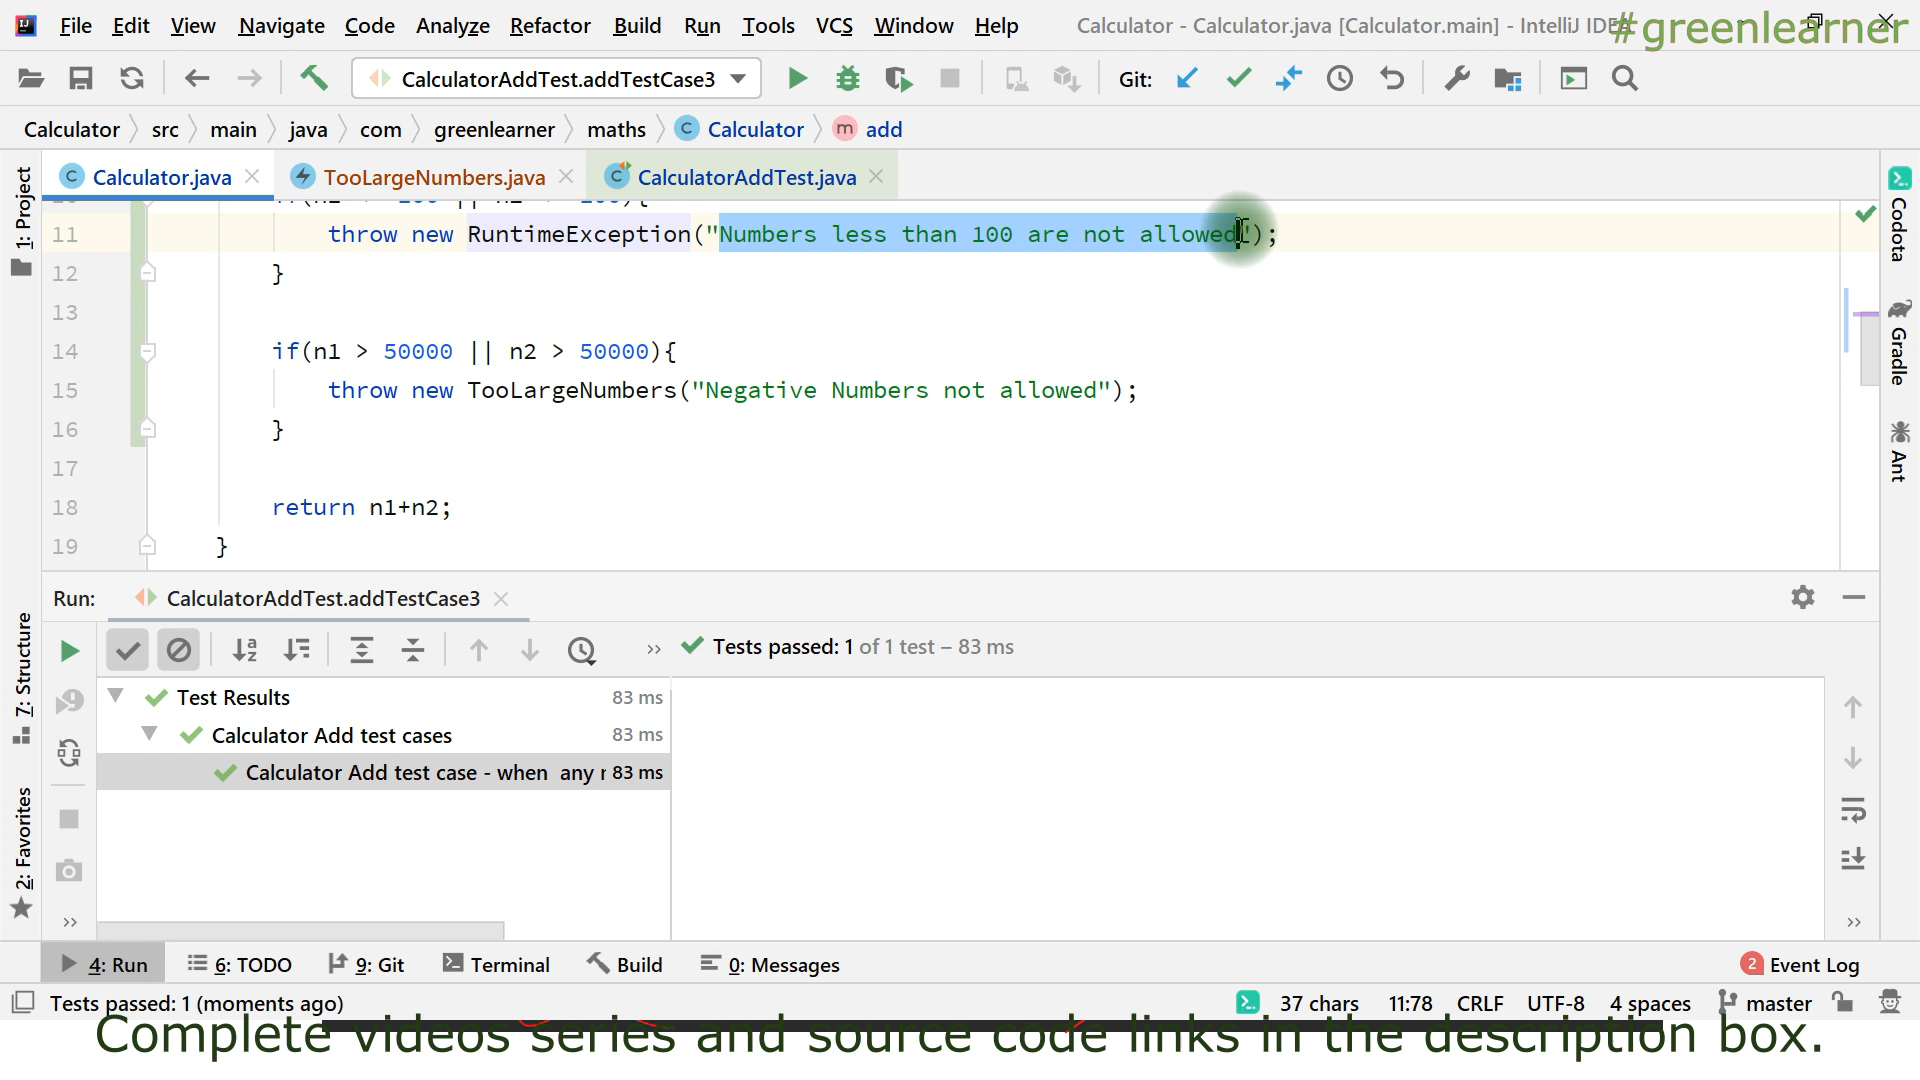 File Edit View Navigate Code Analyze Refactor Build Run Tools VCS Window Help Calculator - Calculator.java [Calculator.main] - IntelliJ IDEA
#greenlearner
CalculatorAddTest.addTestCase3 Git:
Calculator src main java com greenlearner maths Calculator add
Calculator.java TooLargeNumbers.java CalculatorAddTest.java
11 throw new RuntimeException("Numbers less than 100 are not allowed");
12 }
13
14 if(n1 > 50000 || n2 > 50000){
15 throw new TooLargeNumbers("Negative Numbers not allowed");
16 }
17
18 return n1+n2;
19 }
1: Project
7: Structure
2: Favorites
Codota
Gradle
Ant
Run: CalculatorAddTest.addTestCase3
Tests passed: 1 of 1 test – 83 ms
Test Results 83 ms
Calculator Add test cases 83 ms
Calculator Add test case - when any 83 ms
4: Run 6: TODO 9: Git Terminal Build 0: Messages 2 Event Log
Tests passed: 1 (moments ago) 37 chars 11:78 CRLF UTF-8 4 spaces master
Complete videos series and source code links in the description box.